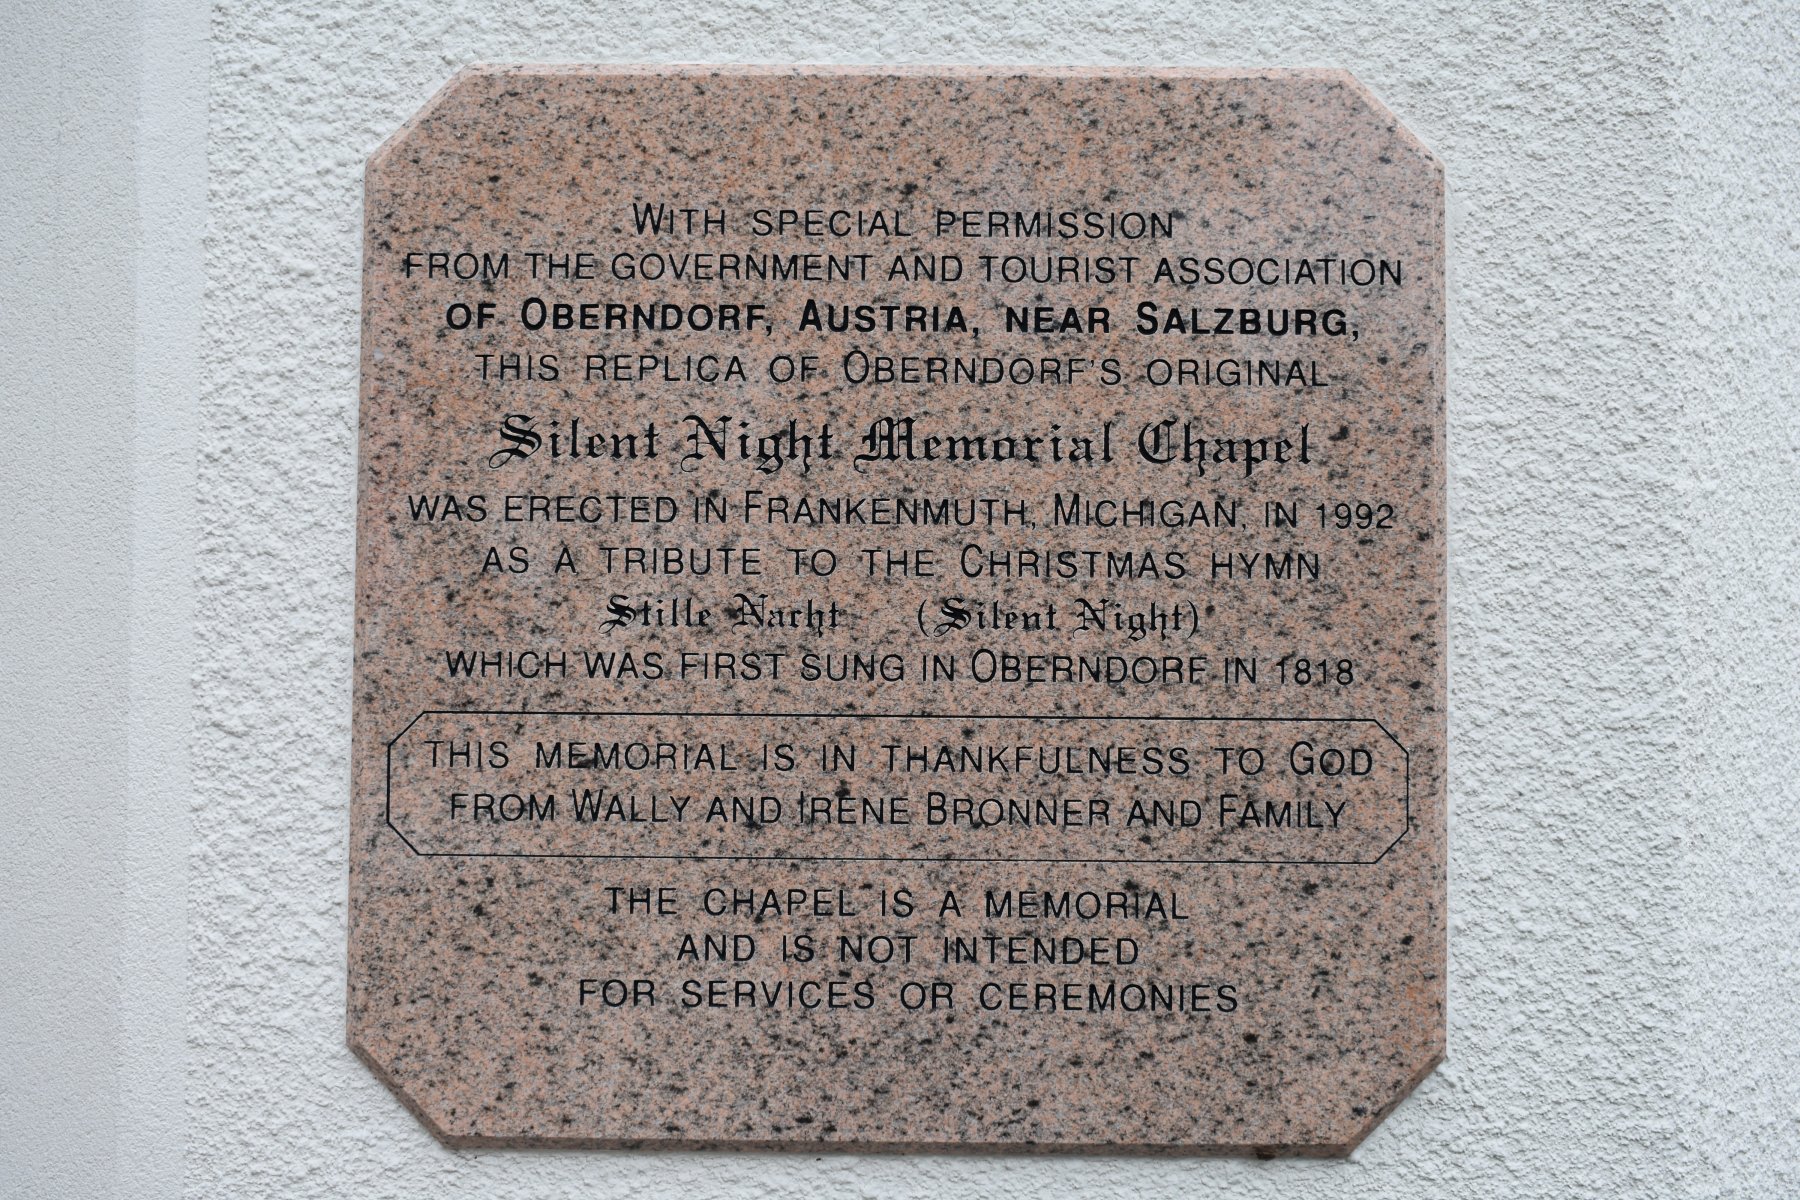 With special permission
from the government and tourist association
of Oberndorf, Austria, near Salzburg,
this replica of Oberndorf's original
Silent Night Memorial Chapel
was erected in Frankenmuth, Michigan, in 1992
as a tribute to the Christmas hymn
Stille Nacht (Silent Night)
which was first sung in Oberndorf in 1818
This memorial is in thankfulness to God
from Wally and Irene Bronner and Family
The chapel is a memorial
and is not intended
for services or ceremonies